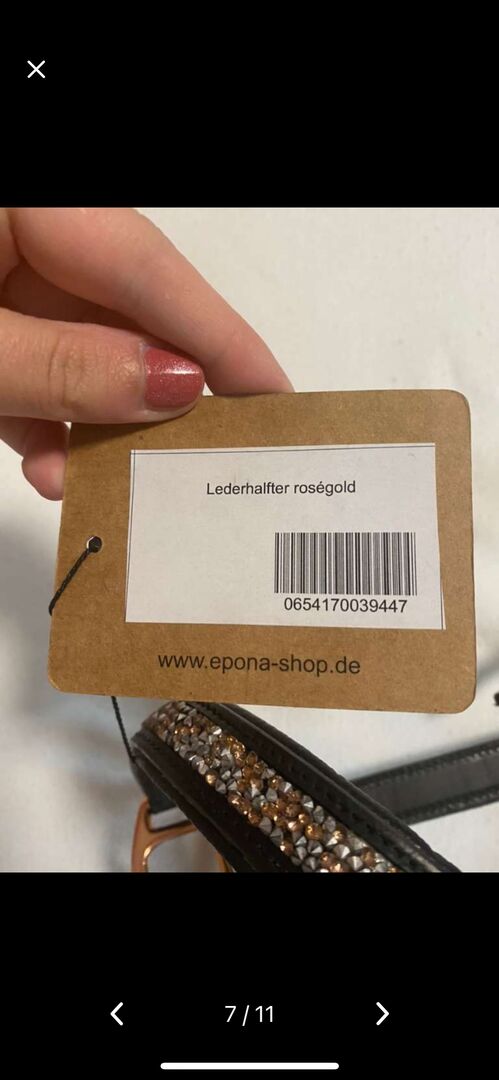 Lederhalfter roségold
0654170039447
www.epona-shop.de
7 / 11